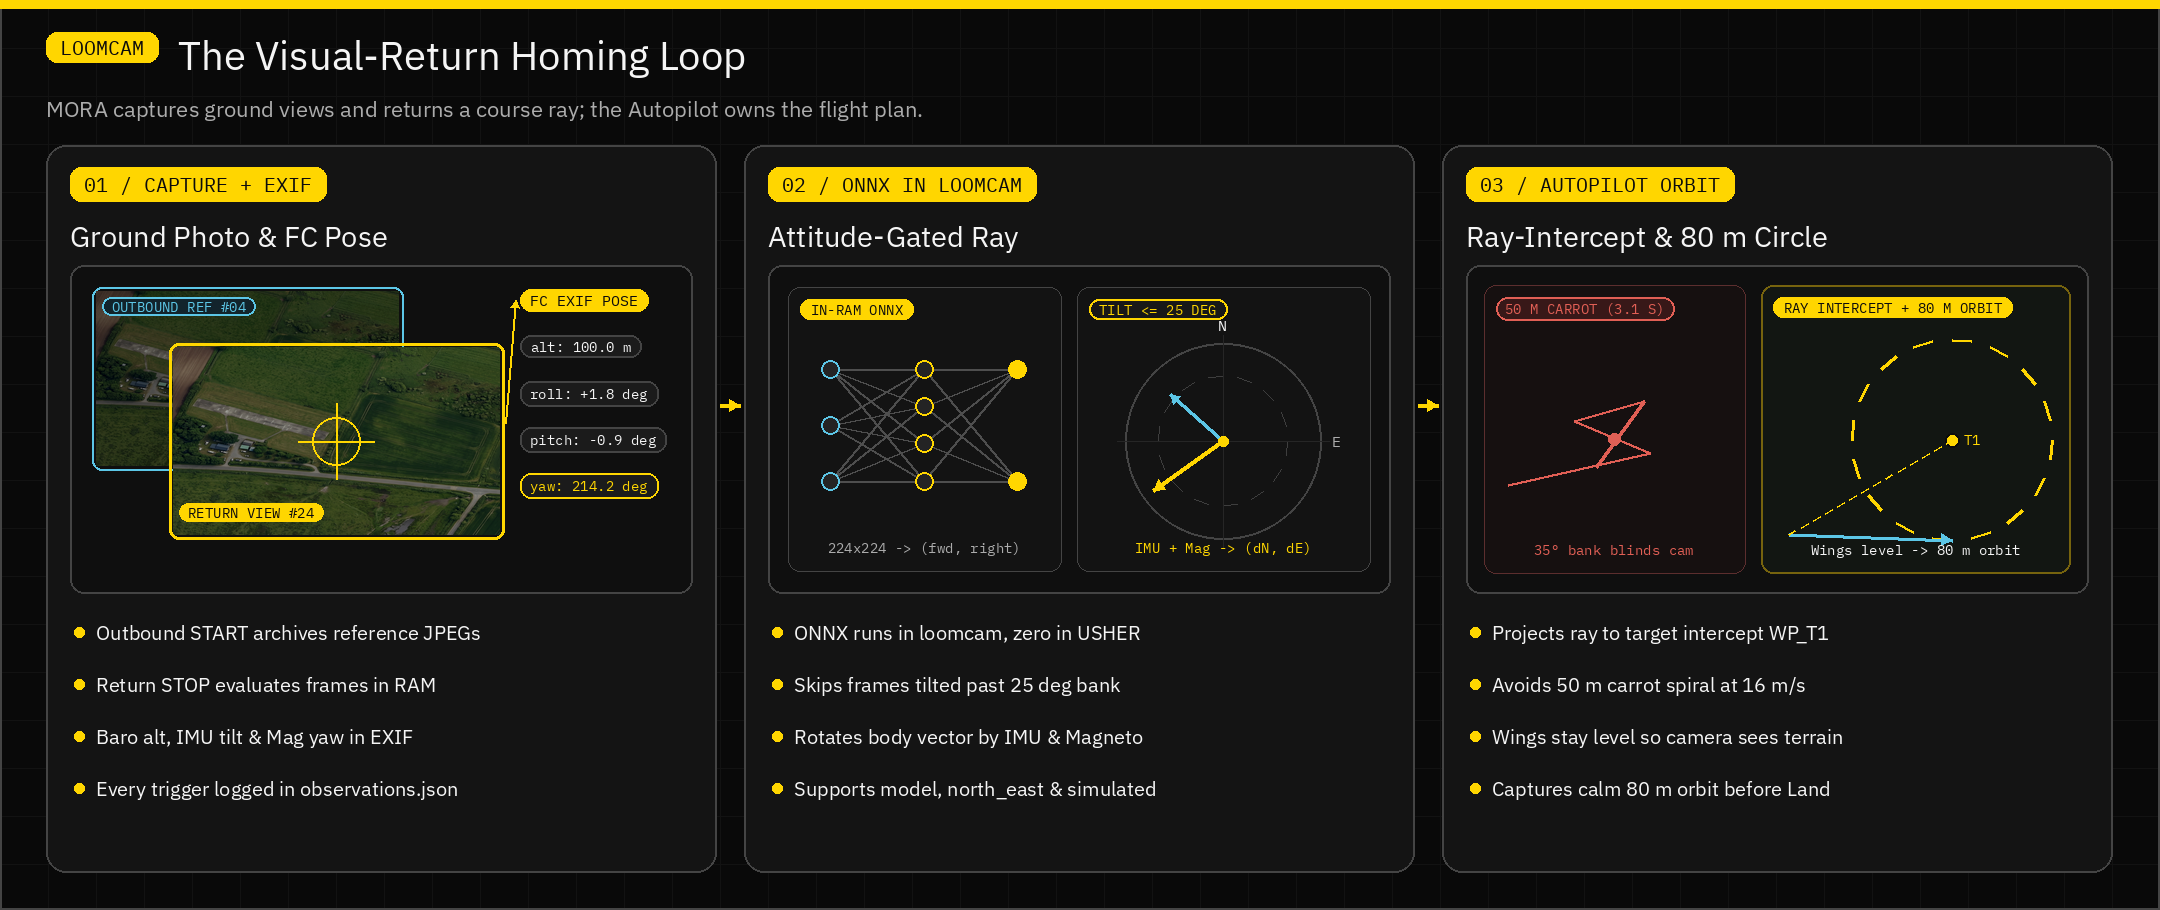 LOOMCAM
The Visual-Return Homing Loop
MORA captures ground views and returns a course ray; the Autopilot owns the flight plan.
01 / CAPTURE + EXIF
Ground Photo & FC Pose
OUTBOUND REF #04
RETURN VIEW #24
FC EXIF POSE
alt: 100.0 m
roll: +1.8 deg
pitch: -0.9 deg
yaw: 214.2 deg
Outbound START archives reference JPEGs
Return STOP evaluates frames in RAM
Baro alt, IMU tilt & Mag yaw in EXIF
Every trigger logged in observations.json
02 / ONNX IN LOOMCAM
Attitude-Gated Ray
IN-RAM ONNX
224x224 -> (fwd, right)
TILT <= 25 DEG
N
E
IMU + Mag -> (dN, dE)
ONNX runs in loomcam, zero in USHER
Skips frames tilted past 25 deg bank
Rotates body vector by IMU & Magneto
Supports model, north_east & simulated
03 / AUTOPILOT ORBIT
Ray-Intercept & 80 m Circle
50 M CARROT (3.1 S)
35° bank blinds cam
RAY INTERCEPT + 80 M ORBIT
T1
Wings level -> 80 m orbit
Projects ray to target intercept WP_T1
Avoids 50 m carrot spiral at 16 m/s
Wings stay level so camera sees terrain
Captures calm 80 m orbit before Land